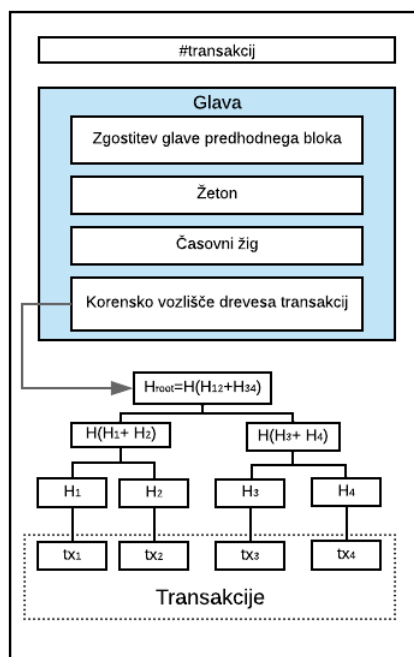 #transakcij
Glava
Zgostitev glave predhodnega bloka
Žeton
Časovni žig
Korensko vozlišče drevesa transakcij
Hroot=H(H12+H34)
H(H1+ H2) H(H3+ H4)
H1 H2 H3 H4
tx1 tx2 tx3 tx4
Transakcije